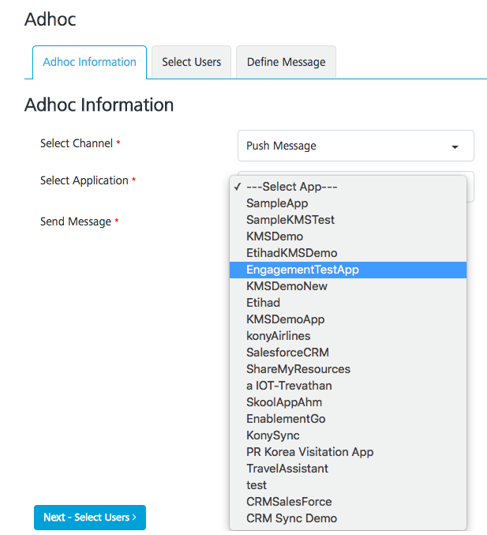 Adhoc
Adhoc Information Select Users Define Message
Adhoc Information
Select Channel * Push Message
Select Application * ✓ ---Select App---
SampleApp
Send Message * SampleKMSTest
KMSDemo
EtihadKMSDemo
EngagementTestApp
KMSDemoNew
Etihad
KMSDemoApp
konyAirlines
SalesforceCRM
ShareMyResources
a IOT-Trevathan
SkoolAppAhm
EnablementGo
KonySync
PR Korea Visitation App
TravelAssistant
test
CRMSalesForce
CRM Sync Demo
Next - Select Users >